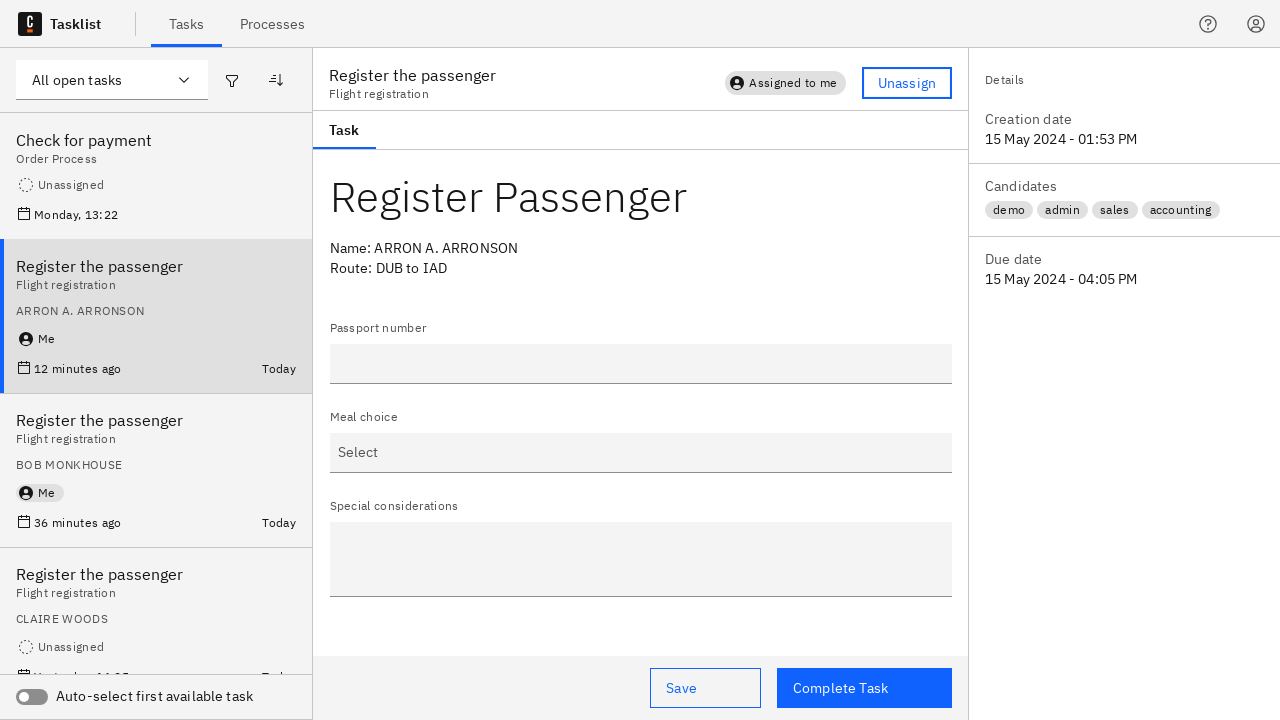 Tasklist
Tasks
Processes
All open tasks
Check for payment
Order Process
Unassigned
Monday, 13:22
Register the passenger
Flight registration
ARRON A. ARRONSON
Me
12 minutes ago
Today
Register the passenger
Flight registration
BOB MONKHOUSE
Me
36 minutes ago
Today
Register the passenger
Flight registration
CLAIRE WOODS
Unassigned
Auto-select first available task
Register the passenger
Flight registration
Assigned to me
Unassign
Task
Register Passenger
Name: ARRON A. ARRONSON
Route: DUB to IAD
Passport number
Meal choice
Select
Special considerations
Save
Complete Task
Details
Creation date
15 May 2024 - 01:53 PM
Candidates
demo admin sales accounting
Due date
15 May 2024 - 04:05 PM